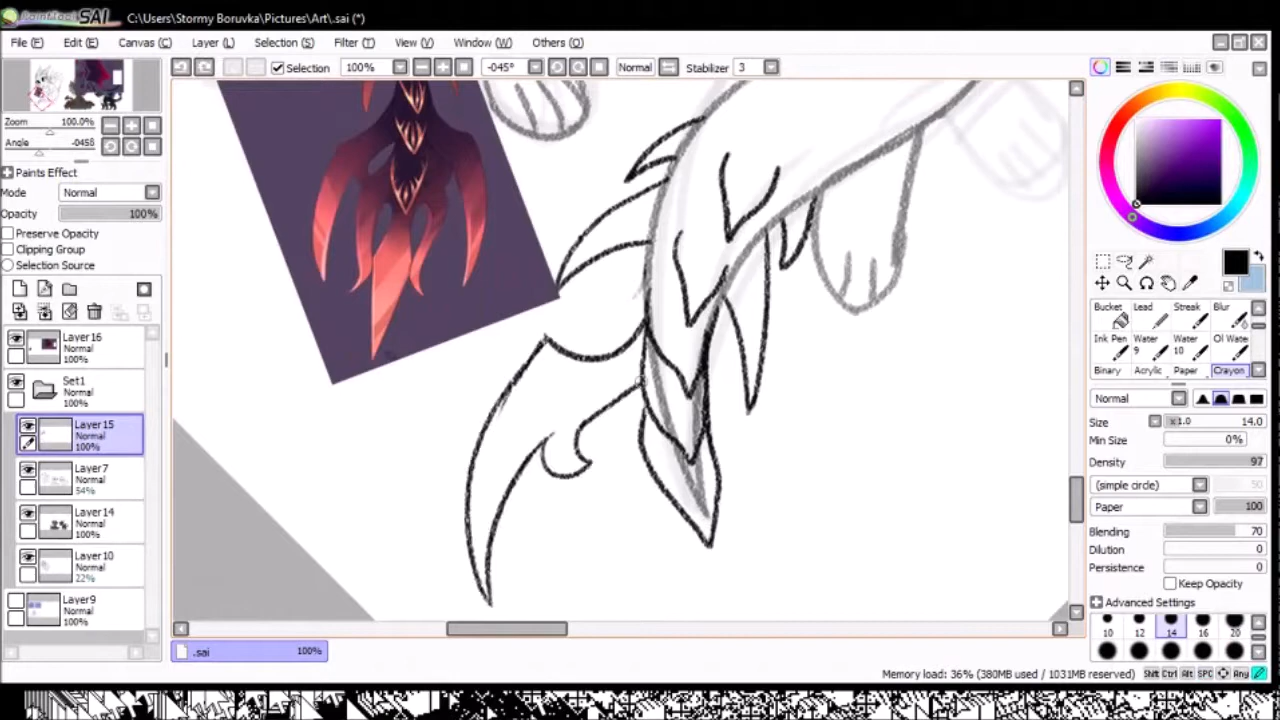 PaintTool SAI C:\Users\Stormy Boruvka\Pictures\Art\.sai (*)
File (F) Edit (E) Canvas (C) Layer (L) Selection (S) Filter (T) View (V) Window (W) Others (O)
Selection 100% -045° Normal Stabilizer 3
Zoom 100.0%
Angle -045ß
Paints Effect
Mode Normal
Opacity 100%
Preserve Opacity
Clipping Group
Selection Source
Layer16
Normal
100%
Set1
Normal
100%
Layer15
Normal
100%
Layer7
Normal
54%
Layer14
Normal
100%
Layer10
Normal
22%
Layer9
Normal
100%
Bucket Lead Streak Blur
Ink Pen Water 9 Water 10 Oil Water
Binary Acrylic Paper Crayon
Normal
Size x1.0 14.0
Min Size 0%
Density 97
(simple circle) 50
Paper 100
Blending 70
Dilution 0
Persistence 0
Keep Opacity
Advanced Settings
10 12 14 16 20
.sai 100%
Memory load: 36% (380MB used / 1031MB reserved) Shift Ctrl Alt SPC Any